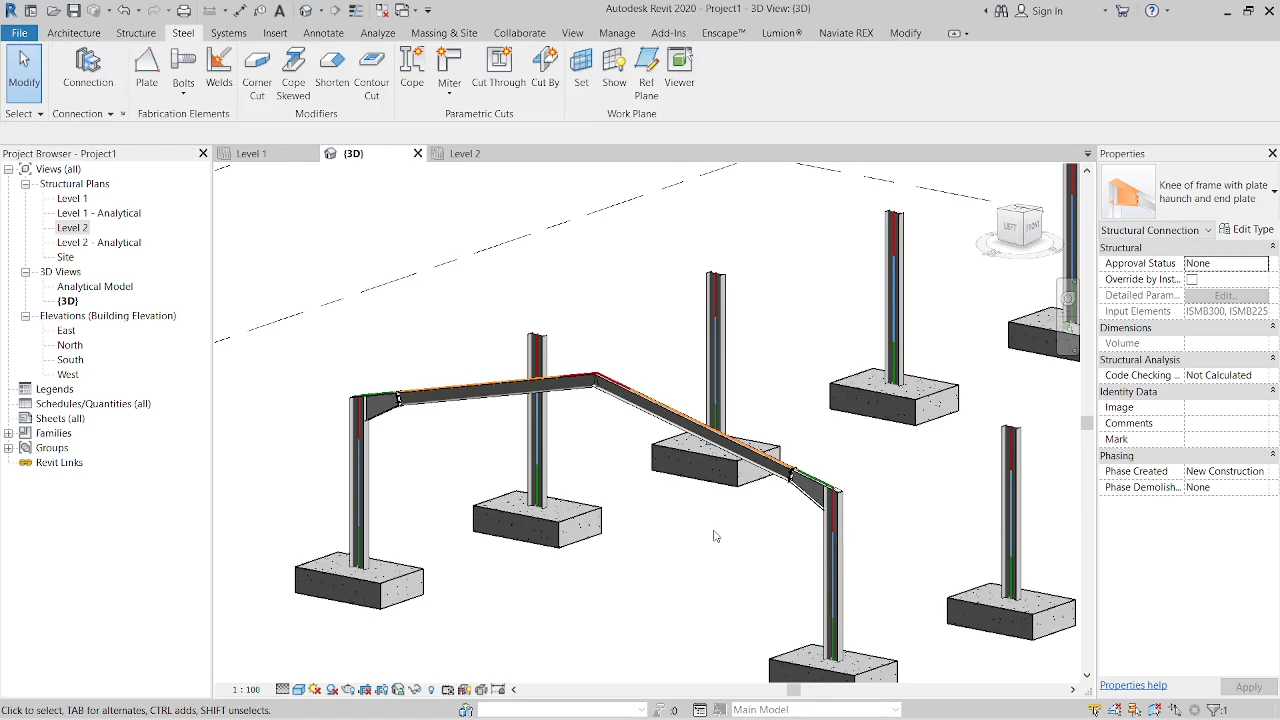 Autodesk Revit 2020 - Project1 - 3D View: {3D}
Sign In
File
Architecture
Structure
Steel
Systems
Insert
Annotate
Analyze
Massing & Site
Collaborate
View
Manage
Add-Ins
Enscape™
Lumion®
Naviate REX
Modify
Modify
Connection
Plate
Bolts
Welds
Corner Cut
Cope Skewed
Shorten
Contour Cut
Cope
Miter
Cut Through
Cut By
Set
Show
Ref Plane
Viewer
Select
Connection
Fabrication Elements
Modifiers
Parametric Cuts
Work Plane
Project Browser - Project1
Views (all)
Structural Plans
Level 1
Level 1 - Analytical
Level 2
Level 2 - Analytical
Site
3D Views
Analytical Model
{3D}
Elevations (Building Elevation)
East
North
South
West
Legends
Schedules/Quantities (all)
Sheets (all)
Families
Groups
Revit Links
Level 1
{3D}
Level 2
LEFT
FRONT
Properties
Knee of frame with plate haunch and end plate
Structural Connection
Edit Type
Structural
Approval Status None
Override by Inst...
Detailed Param... Edit...
Input Elements ISMB300, ISMB225
Dimensions
Volume
Structural Analysis
Code Checking ... Not Calculated
Identity Data
Image
Comments
Mark
Phasing
Phase Created New Construction
Phase Demolish... None
Properties help
Apply
1 : 100
Click to select, TAB for alternates, CTRL adds, SHIFT unselects.
:0
Main Model
:1